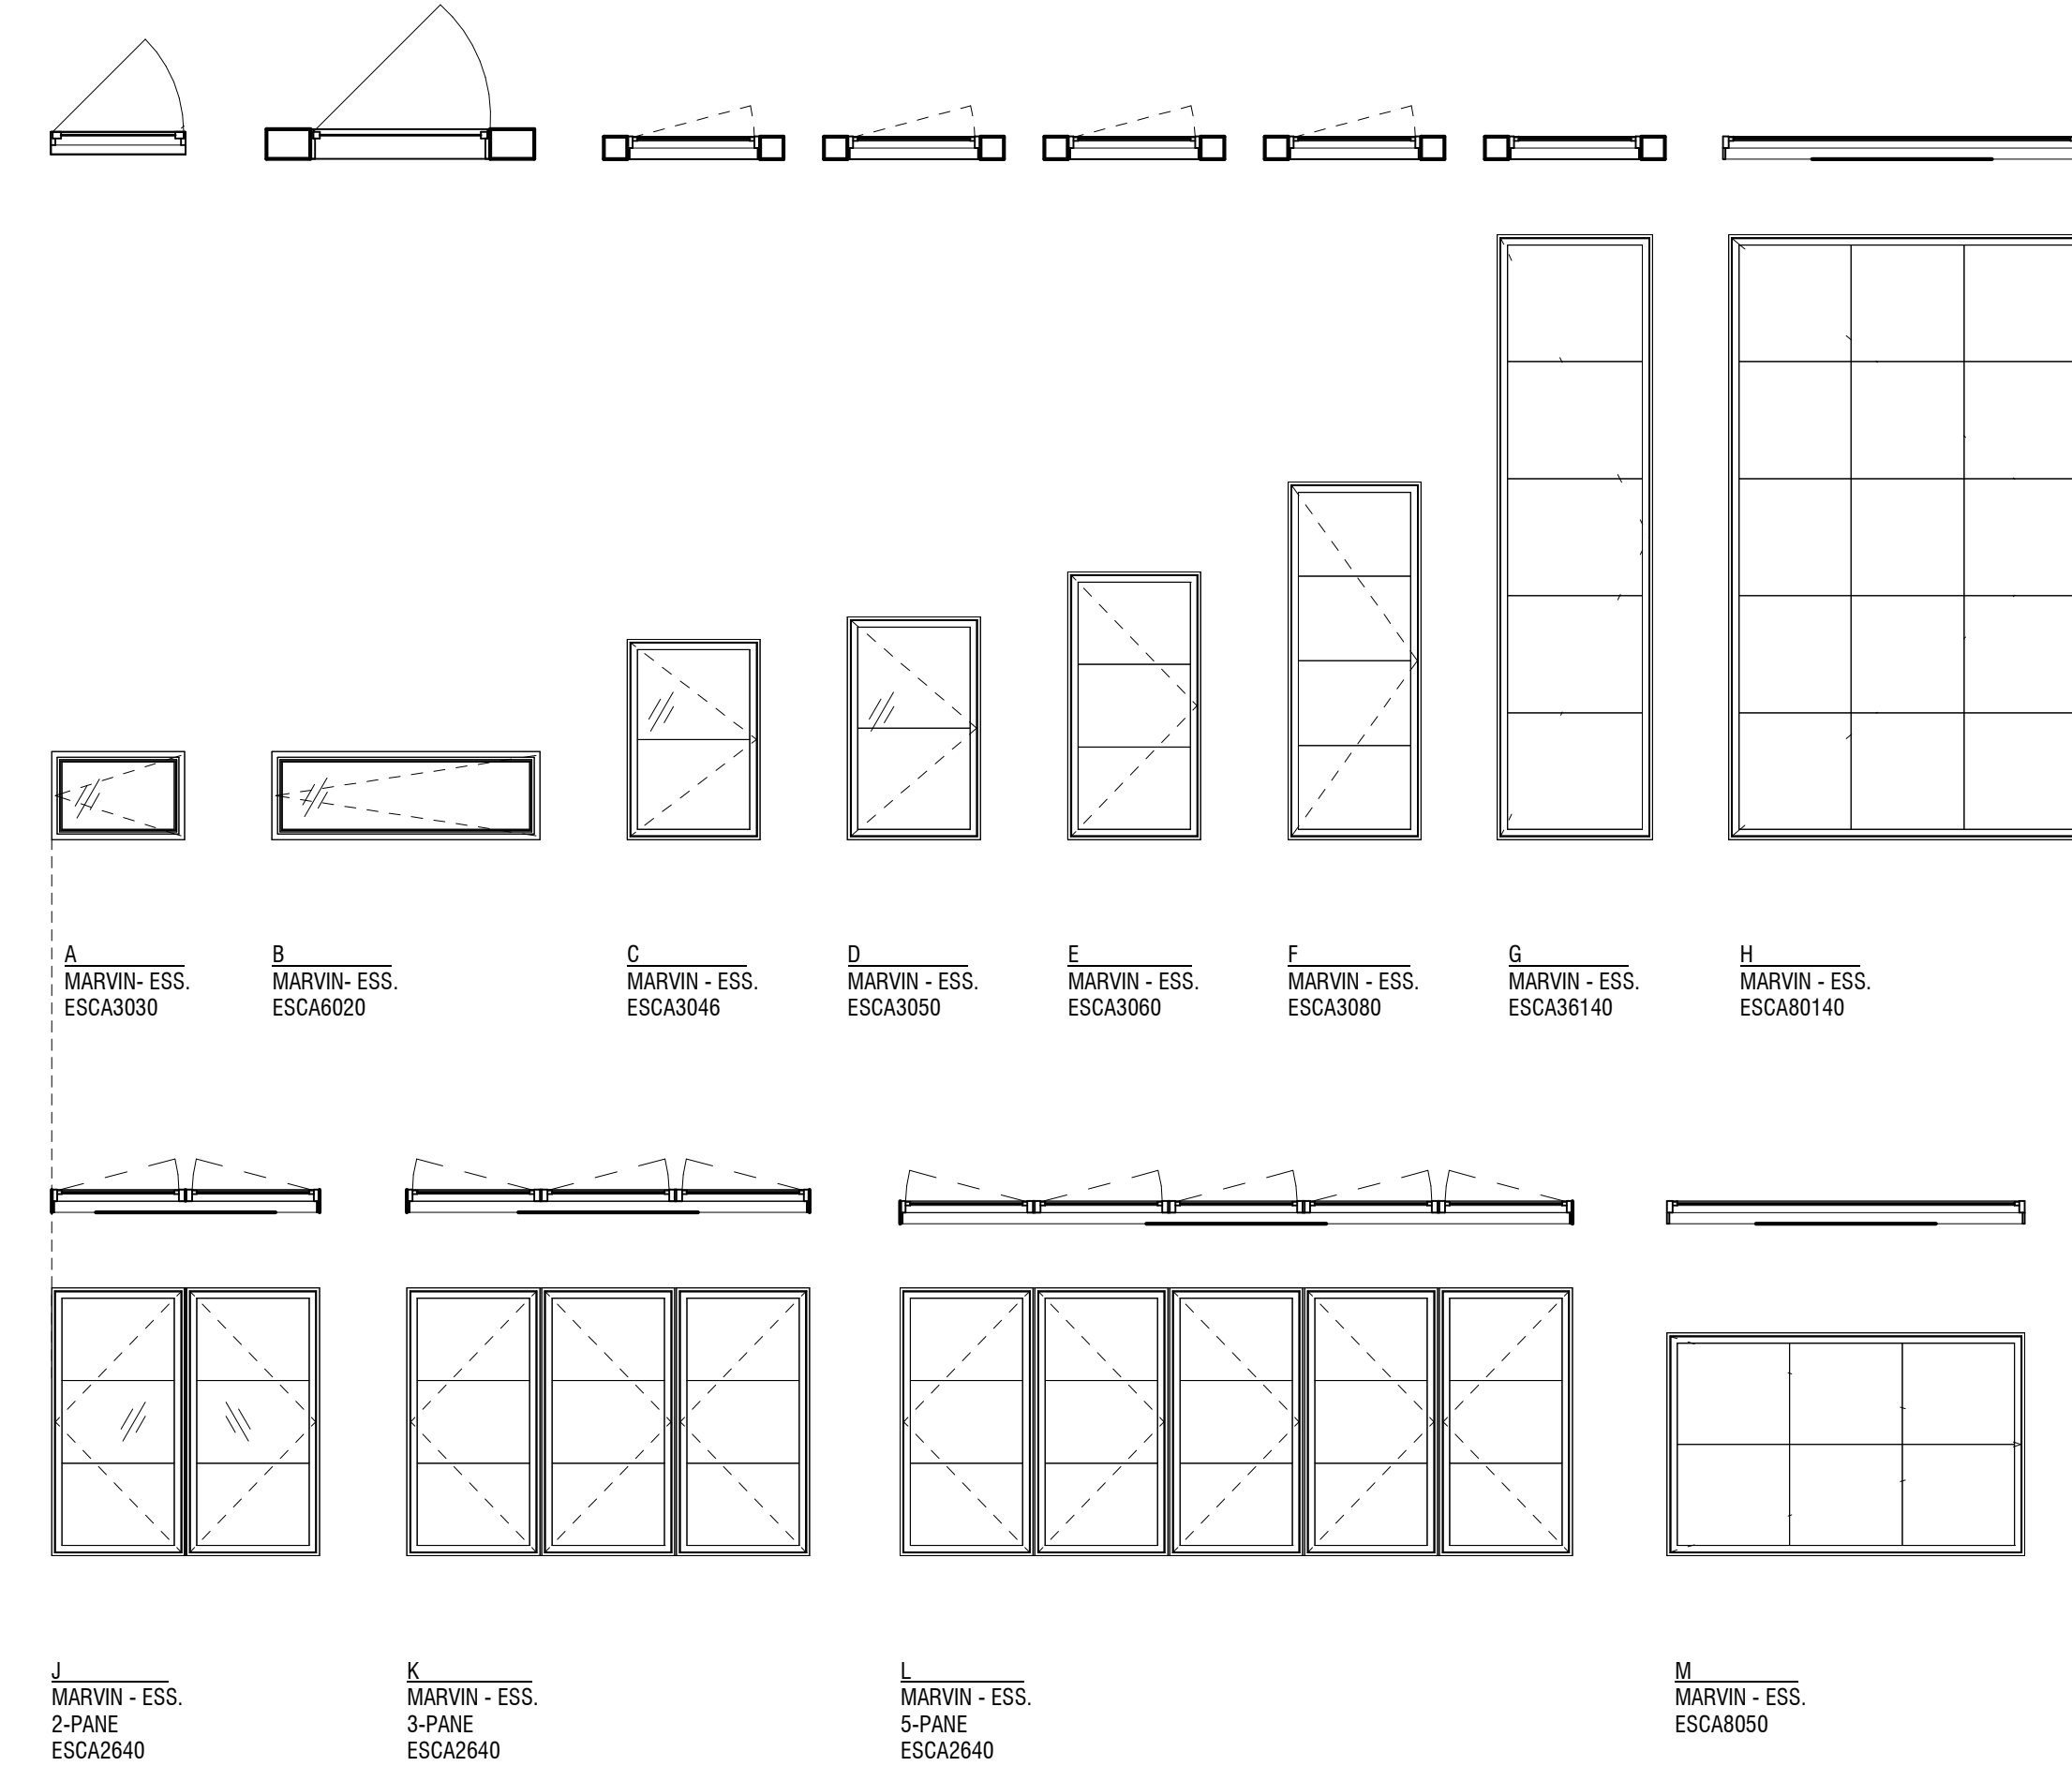 A
MARVIN- ESS.
ESCA3030
B
MARVIN- ESS.
ESCA6020
C
MARVIN - ESS.
ESCA3046
D
MARVIN - ESS.
ESCA3050
E
MARVIN - ESS.
ESCA3060
F
MARVIN - ESS.
ESCA3080
G
MARVIN - ESS.
ESCA36140
H
MARVIN - ESS.
ESCA80140
J
MARVIN - ESS.
2-PANE
ESCA2640
K
MARVIN - ESS.
3-PANE
ESCA2640
L
MARVIN - ESS.
5-PANE
ESCA2640
M
MARVIN - ESS.
ESCA8050